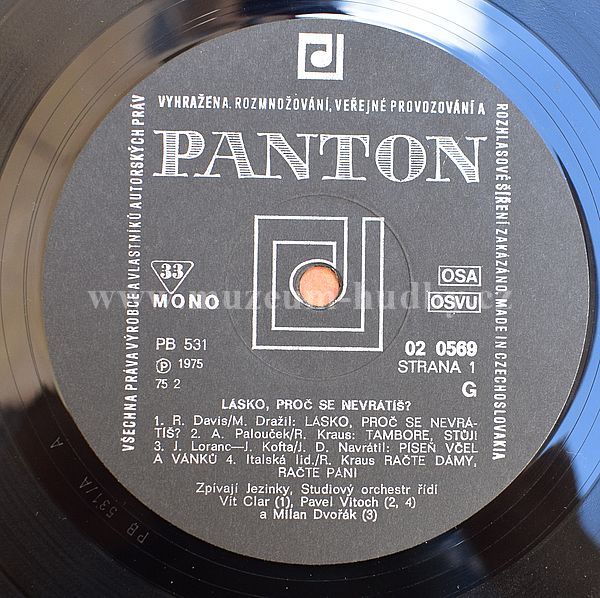 VŠECHNA PRÁVA VÝROBCE A VLASTNÍKŮ AUTORSKÝCH PRÁV
VYHRAŽENA. ROZMNOŽOVÁNÍ, VEŘEJNÉ PROVOZOVÁNÍ A
ROZHLASOVÉ ŠÍŘENÍ ZAKÁZÁNO. MADE IN CZECHOSLOVAKIA
PANTON
33
MONO
OSA
OSVU
www.muzeum-hudby.cz
PB 531
02 0569
Ⓟ 1975
STRANA 1
75 2
G
LÁSKO, PROČ SE NEVRÁTÍŠ?
1. R. Davis/M. Dražil: LÁSKO, PROČ SE NEVRÁ-
TÍŠ? 2. A. Palouček/R. Kraus: TAMBORE, STŮJ!
3. J. Loranc—J. Kofta/J. D. Navrátil: PÍSEŇ VČEL
A VÁNKŮ 4. Italská lid./R. Kraus RAČTE DÁMY,
RAČTE PÁNI
Zpívají Jezinky, Studiový orchestr řídí
Vít Clar (1), Pavel Vitoch (2, 4)
a Milan Dvořák (3)
PB 531/A A